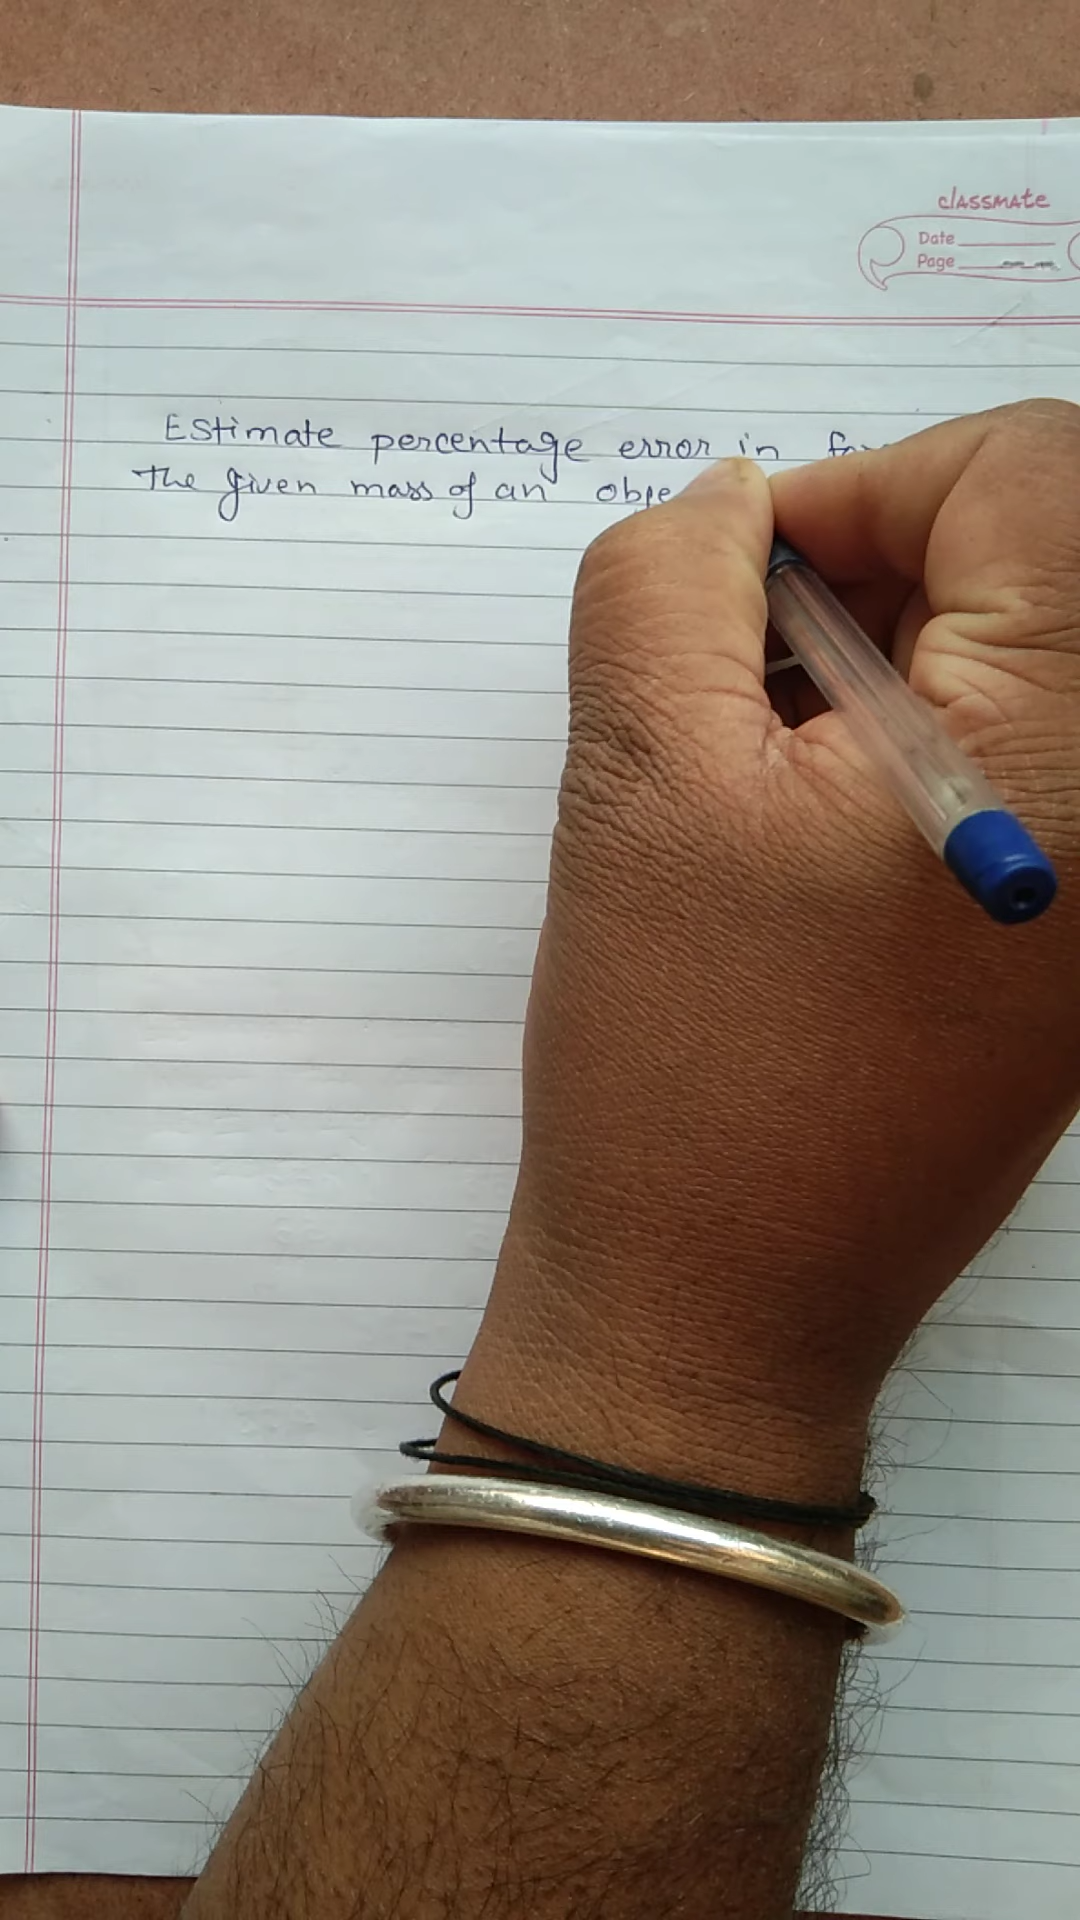 classmate
Date
Page
Estimate percentage error in
the given mass of an